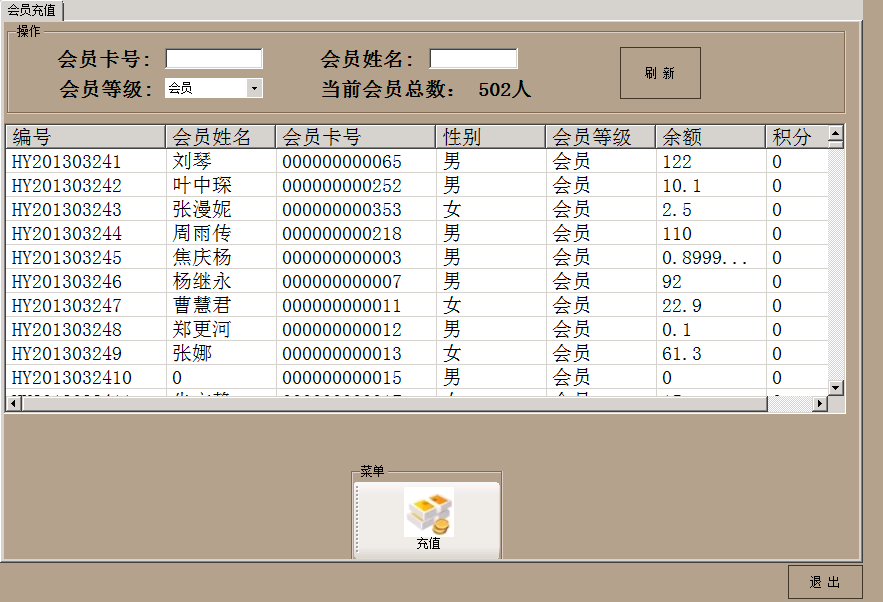 会员充值
操作
会员卡号： 会员姓名： 刷 新
会员等级： 会员 当前会员总数： 502人
编号 会员姓名 会员卡号 性别 会员等级 余额 积分
HY201303241 刘琴 000000000065 男 会员 122 0
HY201303242 叶中琛 000000000252 男 会员 10.1 0
HY201303243 张漫妮 000000000353 女 会员 2.5 0
HY201303244 周雨传 000000000218 男 会员 110 0
HY201303245 焦庆杨 000000000003 男 会员 0.8999... 0
HY201303246 杨继永 000000000007 男 会员 92 0
HY201303247 曹慧君 000000000011 女 会员 22.9 0
HY201303248 郑更河 000000000012 男 会员 0.1 0
HY201303249 张娜 000000000013 女 会员 61.3 0
HY2013032410 0 000000000015 男 会员 0 0
菜单
充值
退 出